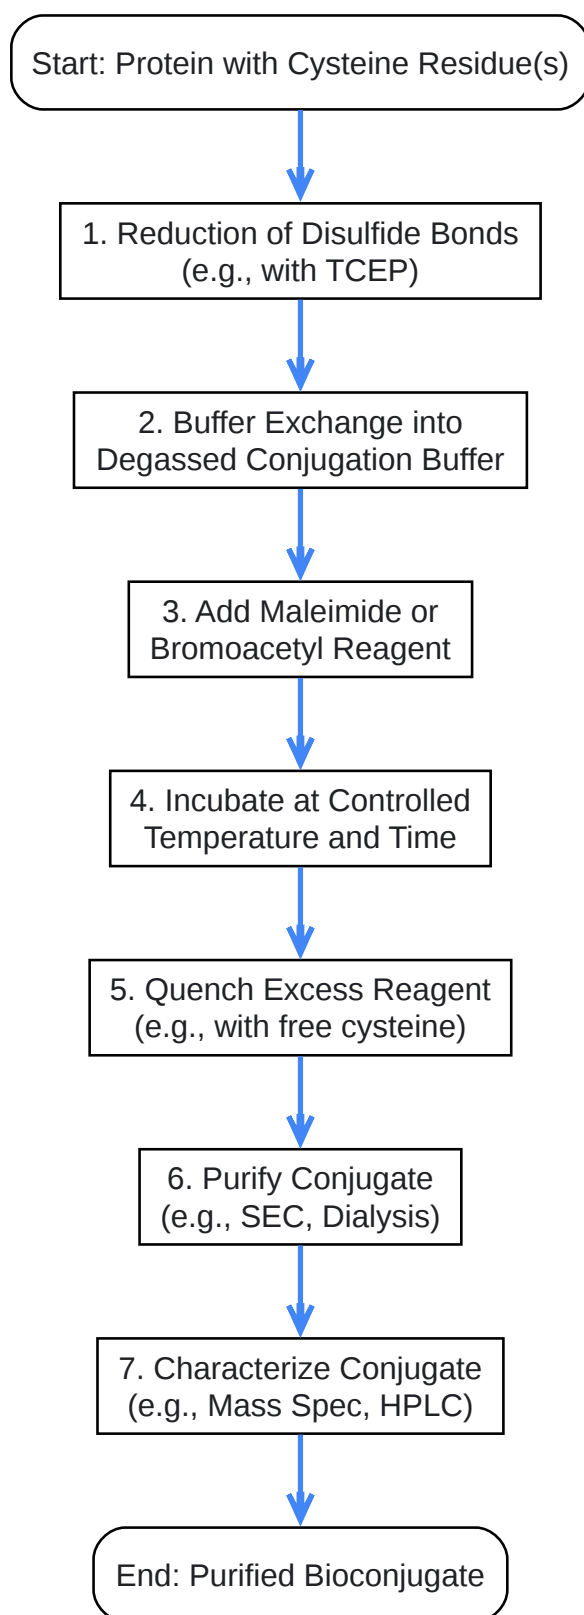 Start: Protein with Cysteine Residue(s)
1. Reduction of Disulfide Bonds
(e.g., with TCEP)
2. Buffer Exchange into
Degassed Conjugation Buffer
3. Add Maleimide or
Bromoacetyl Reagent
4. Incubate at Controlled
Temperature and Time
5. Quench Excess Reagent
(e.g., with free cysteine)
6. Purify Conjugate
(e.g., SEC, Dialysis)
7. Characterize Conjugate
(e.g., Mass Spec, HPLC)
End: Purified Bioconjugate